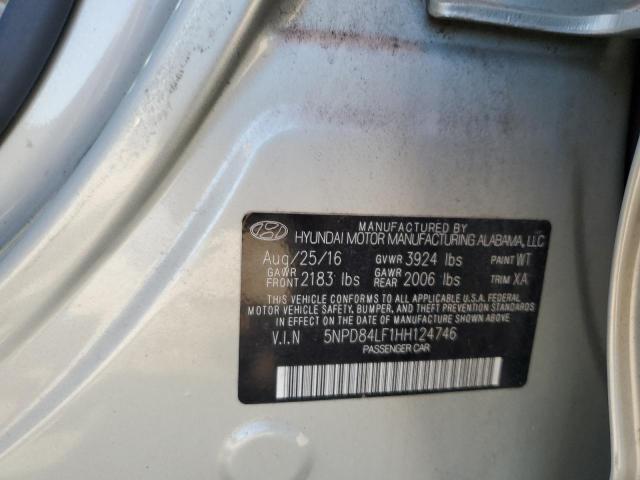 MANUFACTURED BY
HYUNDAI MOTOR MANUFACTURING ALABAMA, LLC
Aug/25/16 GVWR 3924 lbs PAINT WT
GAWR FRONT 2183 lbs GAWR REAR 2006 lbs TRIM XA
THIS VEHICLE CONFORMS TO ALL APPLICABLE U.S.A. FEDERAL
MOTOR VEHICLE SAFETY, BUMPER, AND THEFT PREVENTION STANDARDS
IN EFFECT ON THE DATE OF MANUFACTURE SHOWN ABOVE.
V.I.N 5NPD84LF1HH124746
PASSENGER CAR